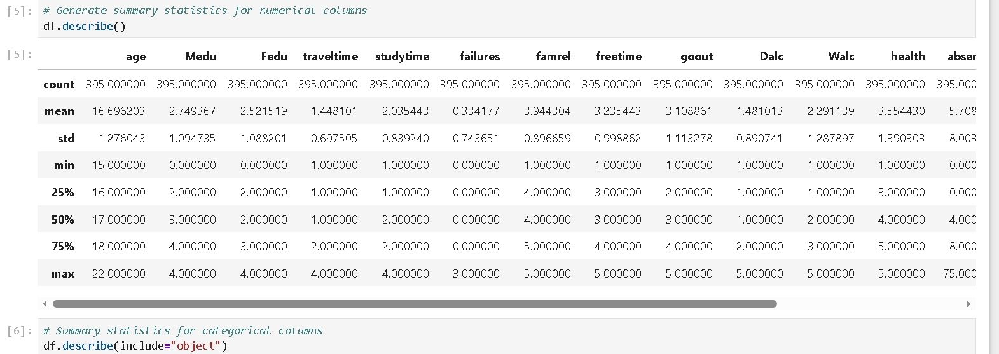 [5]: # Generate summary statistics for numerical columns
df.describe()
[5]: age Medu Fedu traveltime studytime failures famrel freetime goout Dalc Walc health abser
count 395.000000 395.000000 395.000000 395.000000 395.000000 395.000000 395.000000 395.000000 395.000000 395.000000 395.000000 395.000000 395.000
mean 16.696203 2.749367 2.521519 1.448101 2.035443 0.334177 3.944304 3.235443 3.108861 1.481013 2.291139 3.554430 5.708
std 1.276043 1.094735 1.088201 0.697505 0.839240 0.743651 0.896659 0.998862 1.113278 0.890741 1.287897 1.390303 8.003
min 15.000000 0.000000 0.000000 1.000000 1.000000 0.000000 1.000000 1.000000 1.000000 1.000000 1.000000 1.000000 0.000
25% 16.000000 2.000000 2.000000 1.000000 1.000000 0.000000 4.000000 3.000000 2.000000 1.000000 1.000000 3.000000 0.000
50% 17.000000 3.000000 2.000000 1.000000 2.000000 0.000000 4.000000 3.000000 3.000000 1.000000 2.000000 4.000000 4.000
75% 18.000000 4.000000 3.000000 2.000000 2.000000 0.000000 5.000000 4.000000 4.000000 2.000000 3.000000 5.000000 8.000
max 22.000000 4.000000 4.000000 4.000000 4.000000 3.000000 5.000000 5.000000 5.000000 5.000000 5.000000 5.000000 75.000
[6]: # Summary statistics for categorical columns
df.describe(include="object")